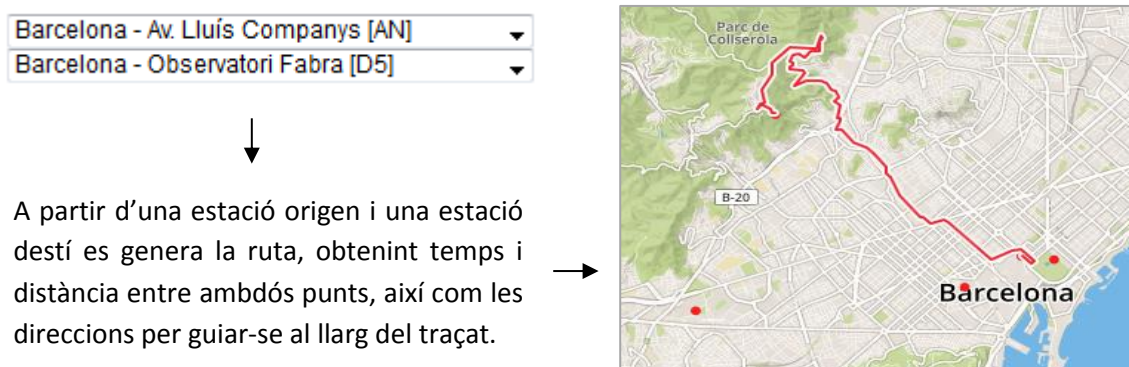 Barcelona - Av. Lluís Companys [AN]
Barcelona - Observatori Fabra [D5]
A partir d’una estació origen i una estació
destí es genera la ruta, obtenint temps i
distància entre ambdós punts, així com les
direccions per guiar-se al llarg del traçat.
Parc de
Collserola
B-20
Barcelona